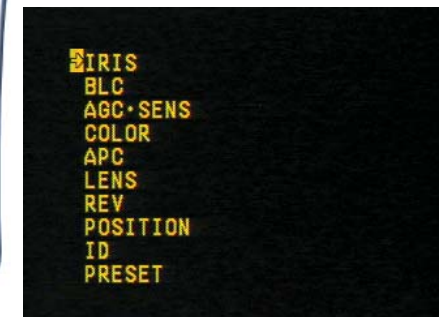 IRIS
BLC
AGC·SENS
COLOR
APC
LENS
REV
POSITION
ID
PRESET